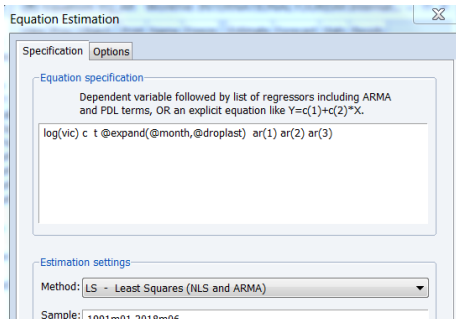 Equation Estimation
Specification Options
Equation specification
Dependent variable followed by list of regressors including ARMA
and PDL terms, OR an explicit equation like Y=c(1)+c(2)*X.
log(vic) c t @expand(@month,@droplast) ar(1) ar(2) ar(3)
Estimation settings
Method: LS - Least Squares (NLS and ARMA)
Sample: 1991m01 2018m06